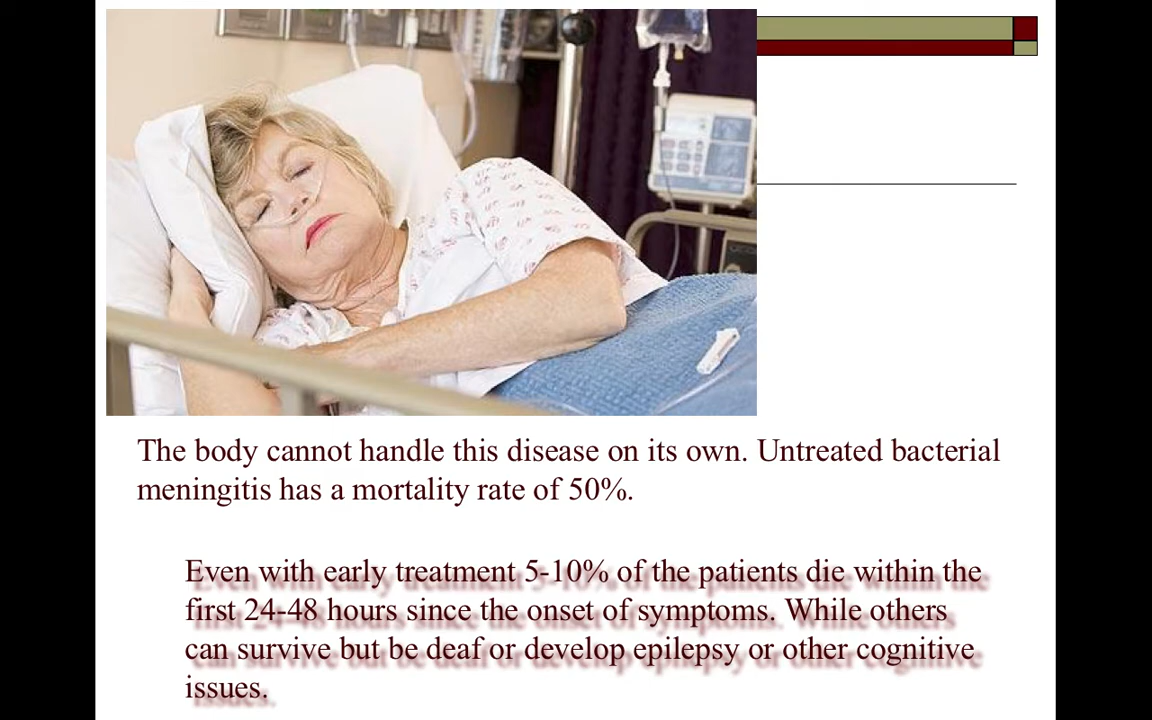 The body cannot handle this disease on its own. Untreated bacterial
meningitis has a mortality rate of 50%.
Even with early treatment 5-10% of the patients die within the
first 24-48 hours since the onset of symptoms. While others
can survive but be deaf or develop epilepsy or other cognitive
issues.